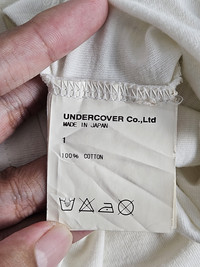 UNDERCOVER Co.,Ltd
MADE IN JAPAN
1
100% COTTON